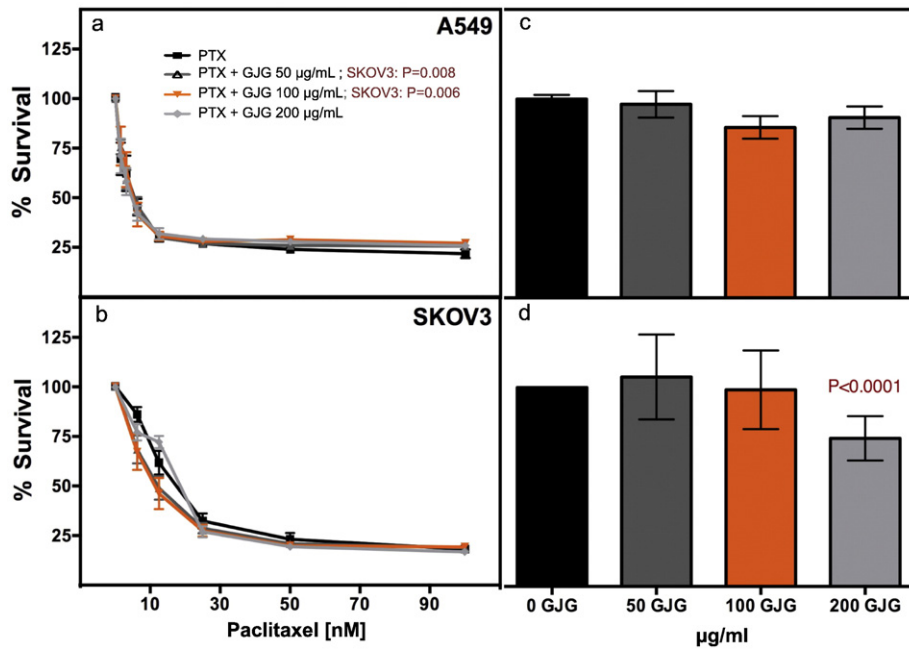 a
A549
125
100
75
50
25
% Survival
PTX
PTX + GJG 50 µg/mL ; SKOV3: P=0.008
PTX + GJG 100 µg/mL; SKOV3: P=0.006
PTX + GJG 200 µg/mL
c
b
SKOV3
125
100
75
50
25
% Survival
10
30
50
70
90
Paclitaxel [nM]
d
P<0.0001
0 GJG
50 GJG
100 GJG
200 GJG
µg/ml